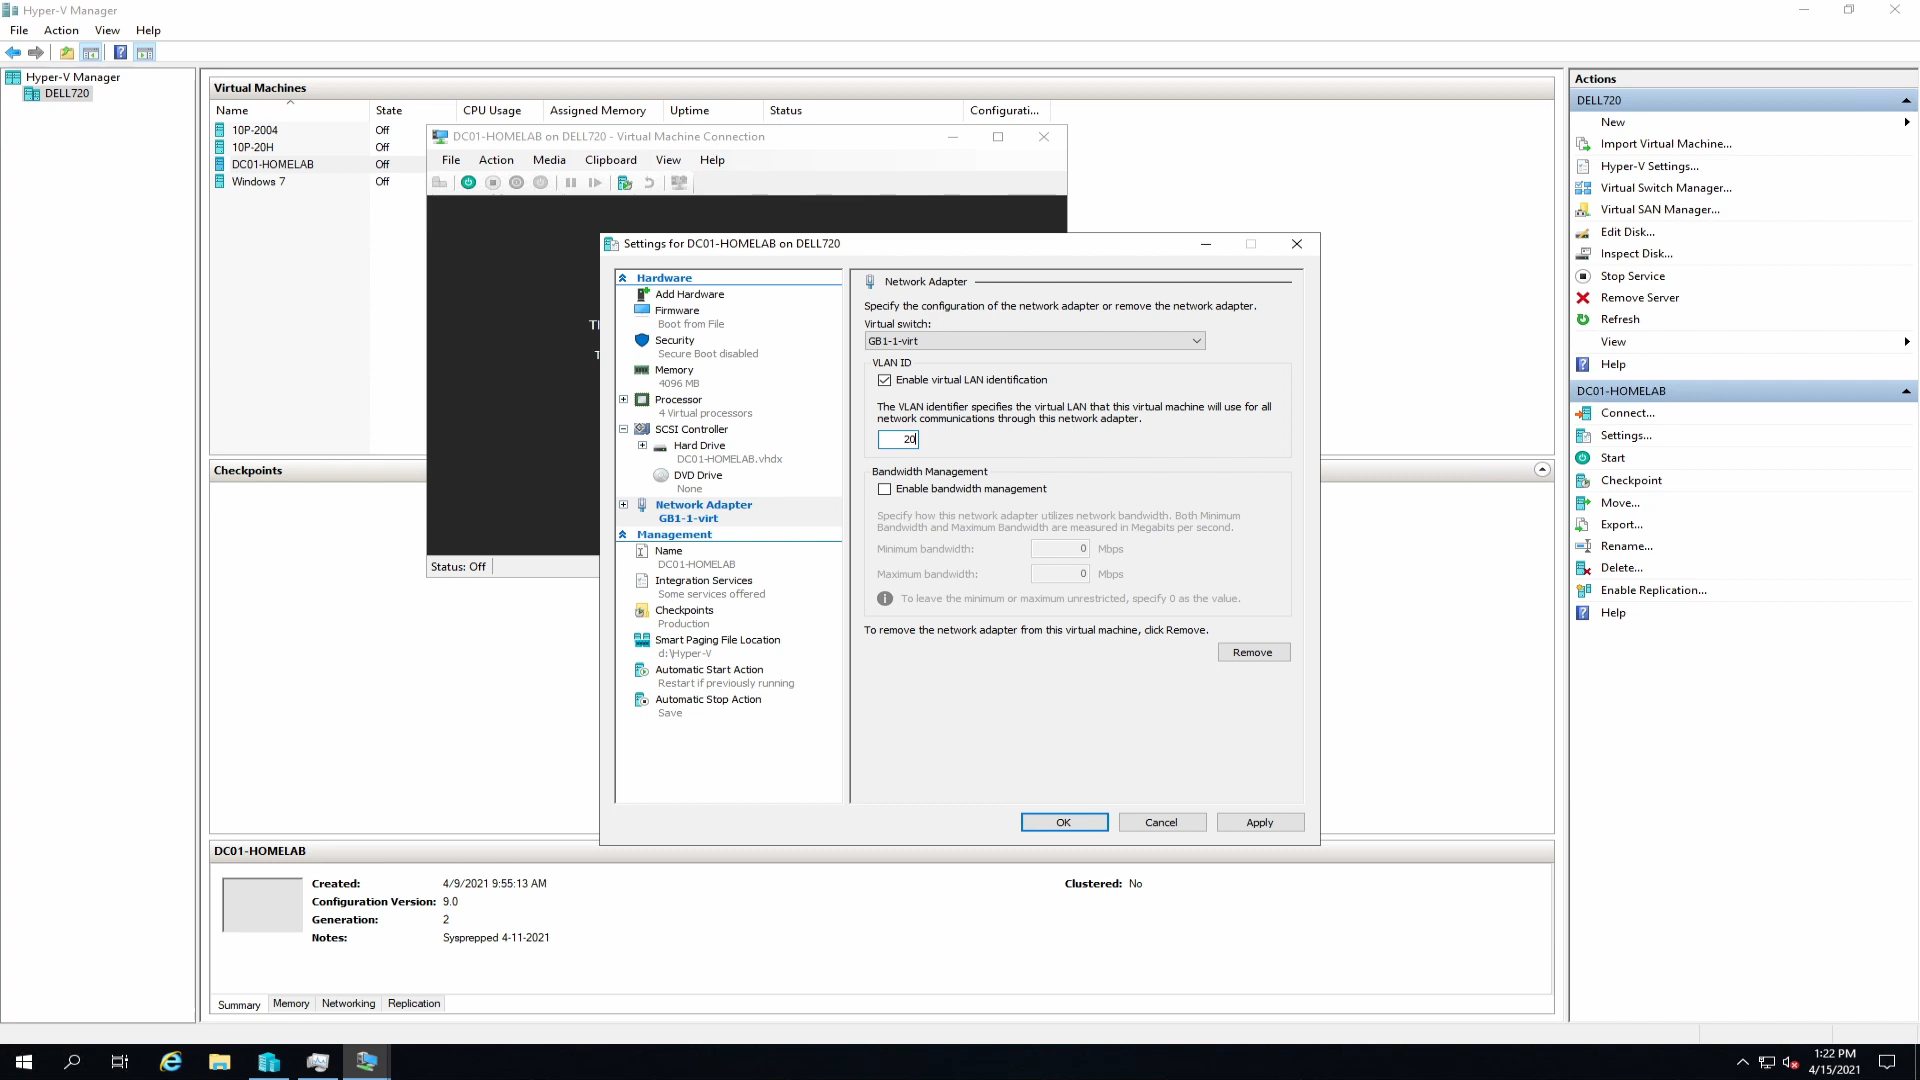 Hyper-V Manager
File Action View Help
Hyper-V Manager
DELL720
Virtual Machines
Name State CPU Usage Assigned Memory Uptime Status Configurati...
10P-2004 Off
10P-20H Off
DC01-HOMELAB Off
Windows 7 Off
DC01-HOMELAB on DELL720 - Virtual Machine Connection
File Action Media Clipboard View Help
Status: Off
Settings for DC01-HOMELAB on DELL720
Hardware
Add Hardware
Firmware
Boot from File
Security
Secure Boot disabled
Memory
4096 MB
Processor
4 Virtual processors
SCSI Controller
Hard Drive
DC01-HOMELAB.vhdx
DVD Drive
None
Network Adapter
GB1-1-virt
Management
Name
DC01-HOMELAB
Integration Services
Some services offered
Checkpoints
Production
Smart Paging File Location
d:\Hyper-V
Automatic Start Action
Restart if previously running
Automatic Stop Action
Save
Network Adapter
Specify the configuration of the network adapter or remove the network adapter.
Virtual switch:
GB1-1-virt
VLAN ID
Enable virtual LAN identification
The VLAN identifier specifies the virtual LAN that this virtual machine will use for all
network communications through this network adapter.
20
Bandwidth Management
Enable bandwidth management
Specify how this network adapter utilizes network bandwidth. Both Minimum
Bandwidth and Maximum Bandwidth are measured in Megabits per second.
Minimum bandwidth: 0 Mbps
Maximum bandwidth: 0 Mbps
To leave the minimum or maximum unrestricted, specify 0 as the value.
To remove the network adapter from this virtual machine, click Remove.
Remove
OK Cancel Apply
Checkpoints
DC01-HOMELAB
Created: 4/9/2021 9:55:13 AM Clustered: No
Configuration Version: 9.0
Generation: 2
Notes: Sysprepped 4-11-2021
Summary Memory Networking Replication
Actions
DELL720
New
Import Virtual Machine...
Hyper-V Settings...
Virtual Switch Manager...
Virtual SAN Manager...
Edit Disk...
Inspect Disk...
Stop Service
Remove Server
Refresh
View
Help
DC01-HOMELAB
Connect...
Settings...
Start
Checkpoint
Move...
Export...
Rename...
Delete...
Enable Replication...
Help
1:22 PM
4/15/2021